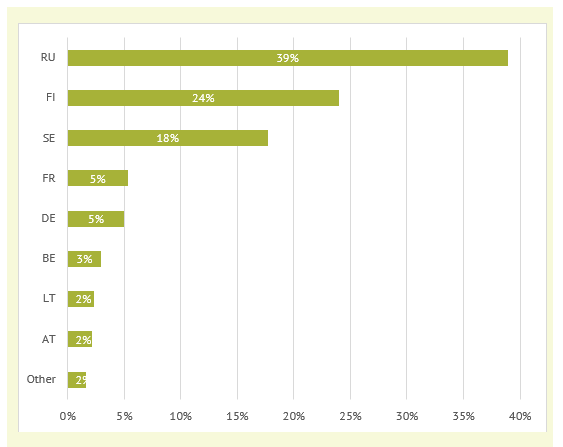 RU 39%
FI 24%
SE 18%
FR 5%
DE 5%
BE 3%
LT 2%
AT 2%
Other 2%
0% 5% 10% 15% 20% 25% 30% 35% 40%